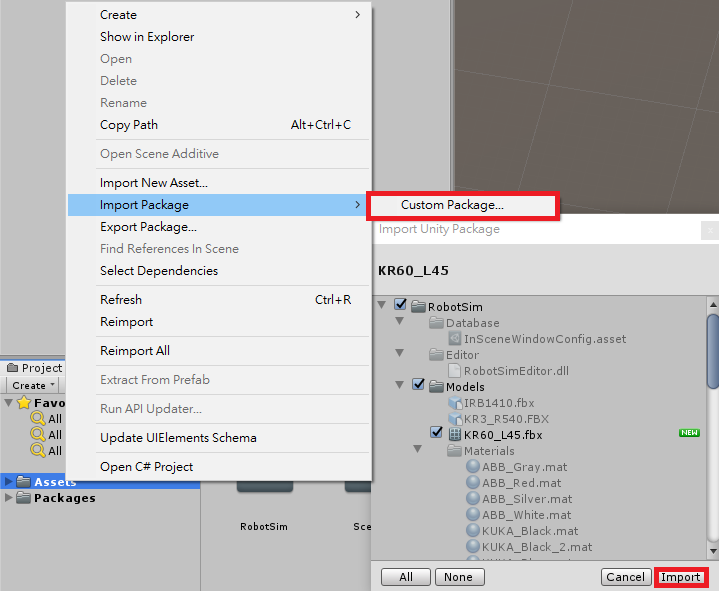 Create
Show in Explorer
Open
Delete
Rename
Copy Path Alt+Ctrl+C
Open Scene Additive
Import New Asset...
Import Package
Export Package...
Find References In Scene
Select Dependencies
Refresh Ctrl+R
Reimport
Reimport All
Extract From Prefab
Run API Updater...
Update UIElements Schema
Open C# Project
Custom Package...
Import Unity Package
x
KR60_L45
RobotSim
Database
InSceneWindowConfig.asset
Editor
RobotSimEditor.dll
Models
IRB1410.fbx
KR3_R540.FBX
KR60_L45.fbx NEW
Materials
ABB_Gray.mat
ABB_Red.mat
ABB_Silver.mat
ABB_White.mat
KUKA_Black.mat
KUKA_Black_2.mat
All None Cancel Import
Project
Create
Favo
All
All
All
Assets
Packages
RobotSim
Sce